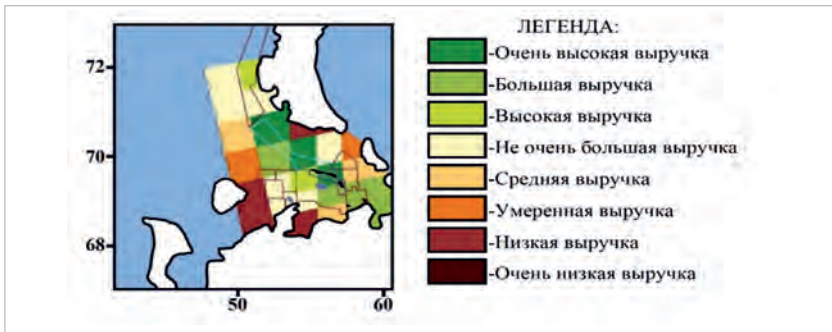 ЛЕГЕНДА:
-Очень высокая выручка
-Большая выручка
-Высокая выручка
-Не очень большая выручка
-Средняя выручка
-Умеренная выручка
-Низкая выручка
-Очень низкая выручка
72
70
68
50
60